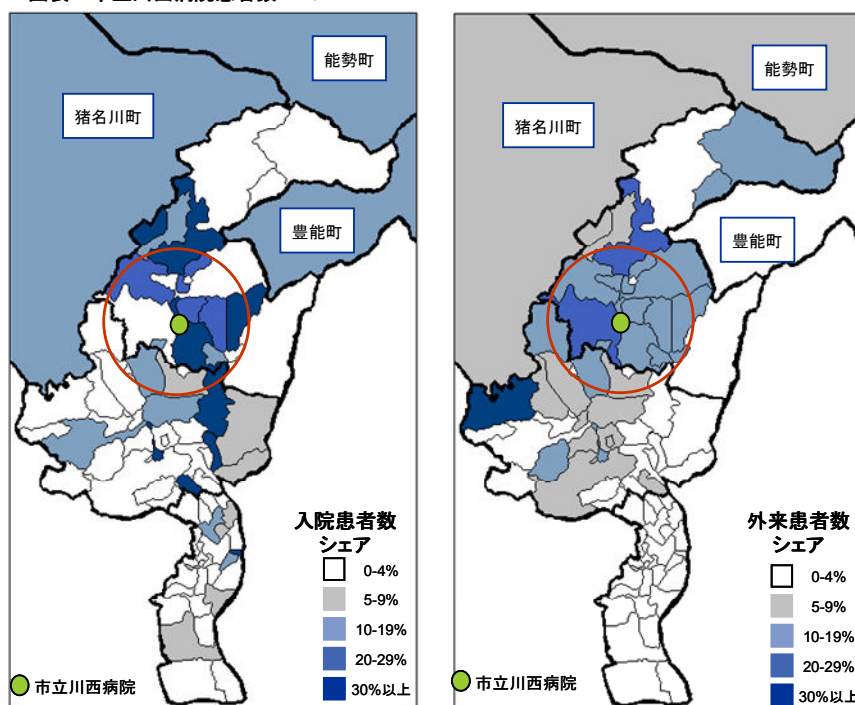 能勢町
猪名川町
豊能町
入院患者数
シェア
0-4%
5-9%
10-19%
20-29%
30%以上
市立川西病院
能勢町
猪名川町
豊能町
外来患者数
シェア
0-4%
5-9%
10-19%
20-29%
30%以上
市立川西病院